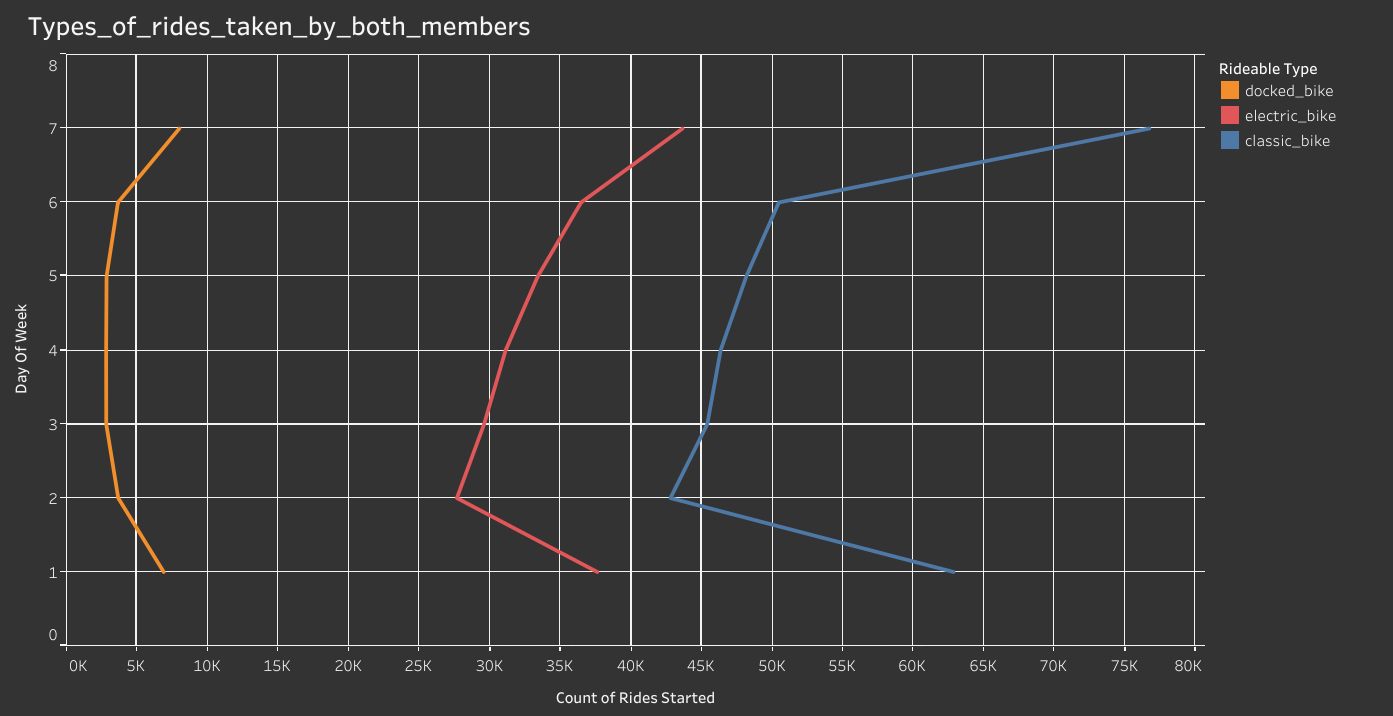 Types_of_rides_taken_by_both_members
Rideable Type
docked_bike
electric_bike
classic_bike
Day Of Week
8
7
6
5
4
3
2
1
0
0K 5K 10K 15K 20K 25K 30K 35K 40K 45K 50K 55K 60K 65K 70K 75K 80K
Count of Rides Started